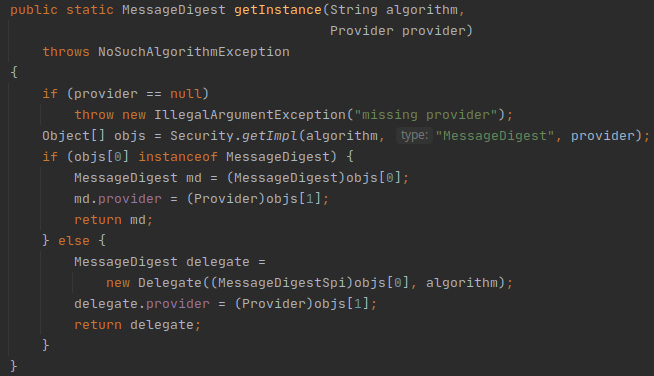 public static MessageDigest getInstance(String algorithm,
                                        Provider provider)
    throws NoSuchAlgorithmException
{
    if (provider == null)
        throw new IllegalArgumentException("missing provider");
    Object[] objs = Security.getImpl(algorithm, type: "MessageDigest", provider);
    if (objs[0] instanceof MessageDigest) {
        MessageDigest md = (MessageDigest)objs[0];
        md.provider = (Provider)objs[1];
        return md;
    } else {
        MessageDigest delegate =
            new Delegate((MessageDigestSpi)objs[0], algorithm);
        delegate.provider = (Provider)objs[1];
        return delegate;
    }
}